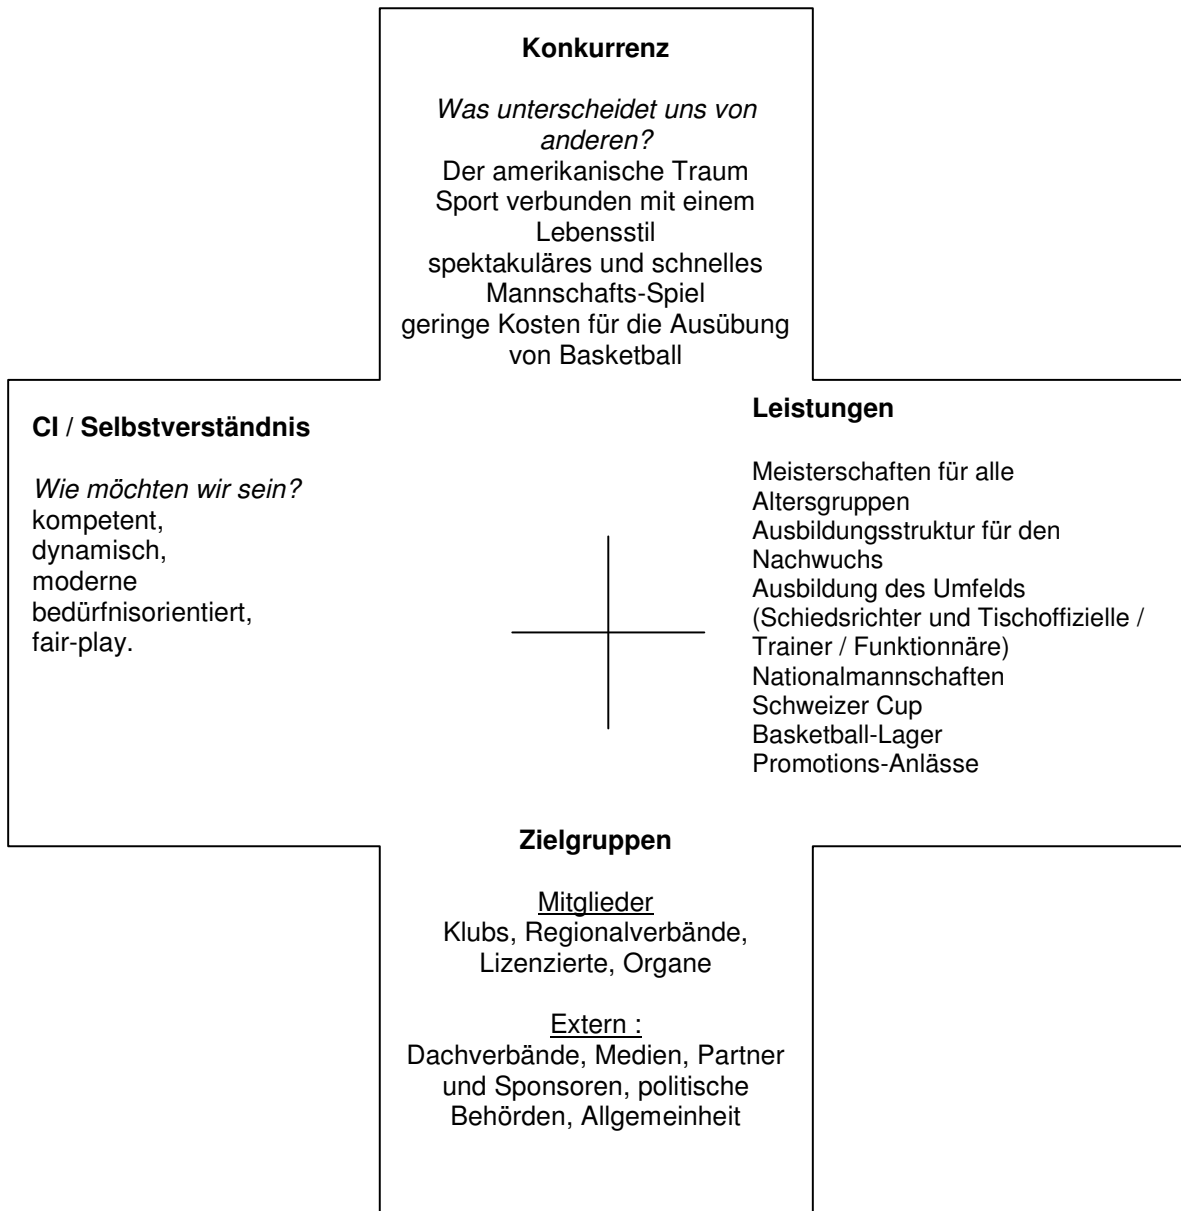 Konkurrenz
Was unterscheidet uns von
anderen?
Der amerikanische Traum
Sport verbunden mit einem
Lebensstil
spektakuläres und schnelles
Mannschafts-Spiel
geringe Kosten für die Ausübung
von Basketball
CI / Selbstverständnis
Wie möchten wir sein?
kompetent,
dynamisch,
moderne
bedürfnisorientiert,
fair-play.
Leistungen
Meisterschaften für alle
Altersgruppen
Ausbildungsstruktur für den
Nachwuchs
Ausbildung des Umfelds
(Schiedsrichter und Tischoffizielle /
Trainer / Funktionnäre)
Nationalmannschaften
Schweizer Cup
Basketball-Lager
Promotions-Anlässe
Zielgruppen
Mitglieder
Klubs, Regionalverbände,
Lizenzierte, Organe
Extern :
Dachverbände, Medien, Partner
und Sponsoren, politische
Behörden, Allgemeinheit